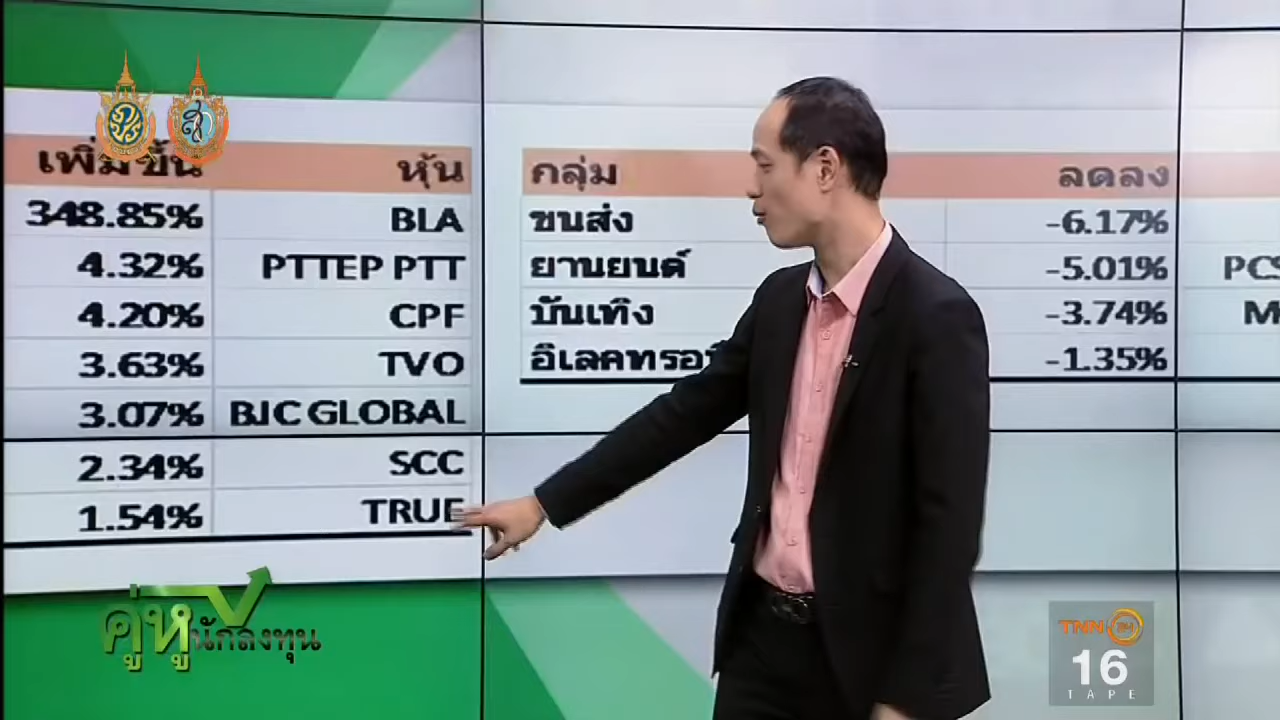 เพิ่มขึ้น หุ้น
348.85% BLA
4.32% PTTEP PTT
4.20% CPF
3.63% TVO
3.07% BJC GLOBAL
2.34% SCC
1.54% TRUE
กลุ่ม ลดลง
ขนส่ง -6.17%
ยานยนต์ -5.01%
บันเทิง -3.74%
-1.35%
คู่หู นักลงทุน
TNN 24
16
TAPE